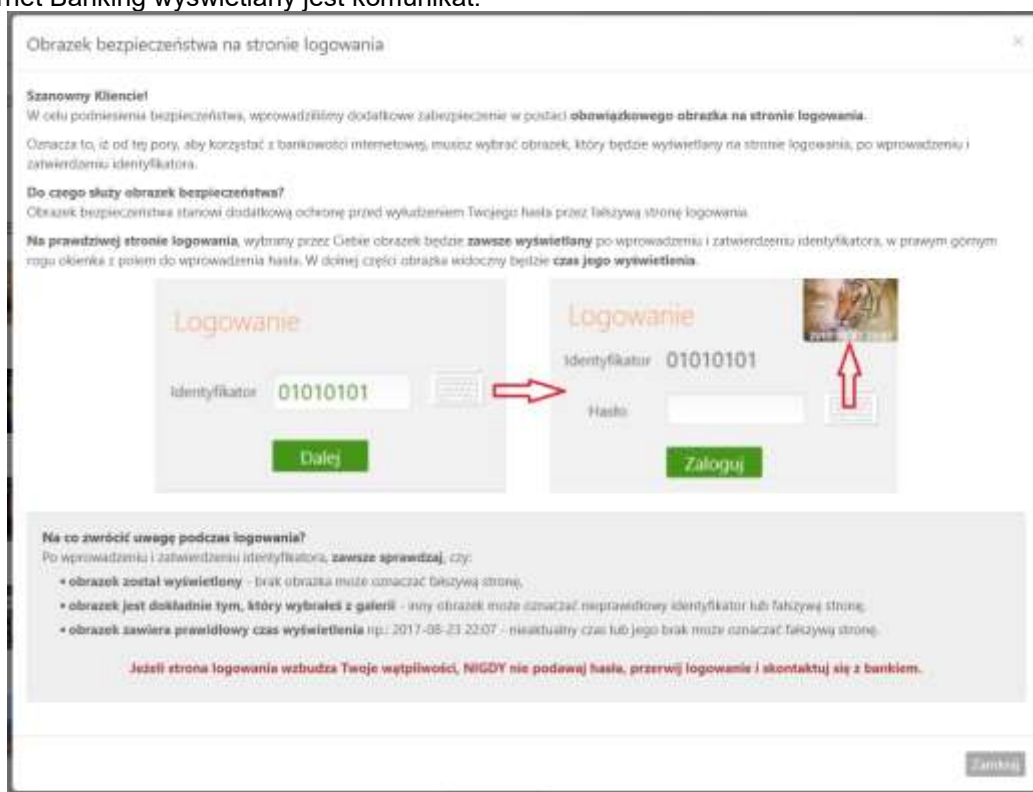 rnet Banking wyświetlany jest komunikat:
Obrazek bezpieczeństwa na stronie logowania
Szanowny Kliencie!
W celu podniesienia bezpieczeństwa, wprowadziliśmy dodatkowe zabezpieczenie w postaci obowiązkowego obrazka na stronie logowania.
Oznacza to, iż od tej pory, aby korzystać z bankowości internetowej, musisz wybrać obrazek, który będzie wyświetlany na stronie logowania, po wprowadzeniu i
zatwierdzeniu identyfikatora.
Do czego służy obrazek bezpieczeństwa?
Obrazek bezpieczeństwa stanowi dodatkową ochronę przed wyłudzeniem Twojego hasła przez fałszywą stronę logowania.
Na prawdziwej stronie logowania, wybrany przez Ciebie obrazek będzie zawsze wyświetlany po wprowadzeniu i zatwierdzeniu identyfikatora, w prawym górnym
rogu okienka z polem do wprowadzenia hasła. W dolnej części obrazka widoczny będzie czas jego wyświetlenia.
Logowanie
Identyfikator 01010101
Dalej
Logowanie
Identyfikator 01010101
Hasło
Zaloguj
Na co zwrócić uwagę podczas logowania?
Po wprowadzeniu i zatwierdzeniu identyfikatora, zawsze sprawdzaj, czy:
• obrazek został wyświetlony - brak obrazka może oznaczać fałszywą stronę,
• obrazek jest dokładnie tym, który wybrałeś z galerii - inny obrazek może oznaczać nieprawidłowy identyfikator lub fałszywą stronę,
• obrazek zawiera prawidłowy czas wyświetlenia np.: 2017-08-23 22:07 - nieaktualny czas lub jego brak może oznaczać fałszywą stronę.
Jeżeli strona logowania wzbudza Twoje wątpliwości, NIGDY nie podawaj hasła, przerwij logowanie i skontaktuj się z bankiem.
Zamknij